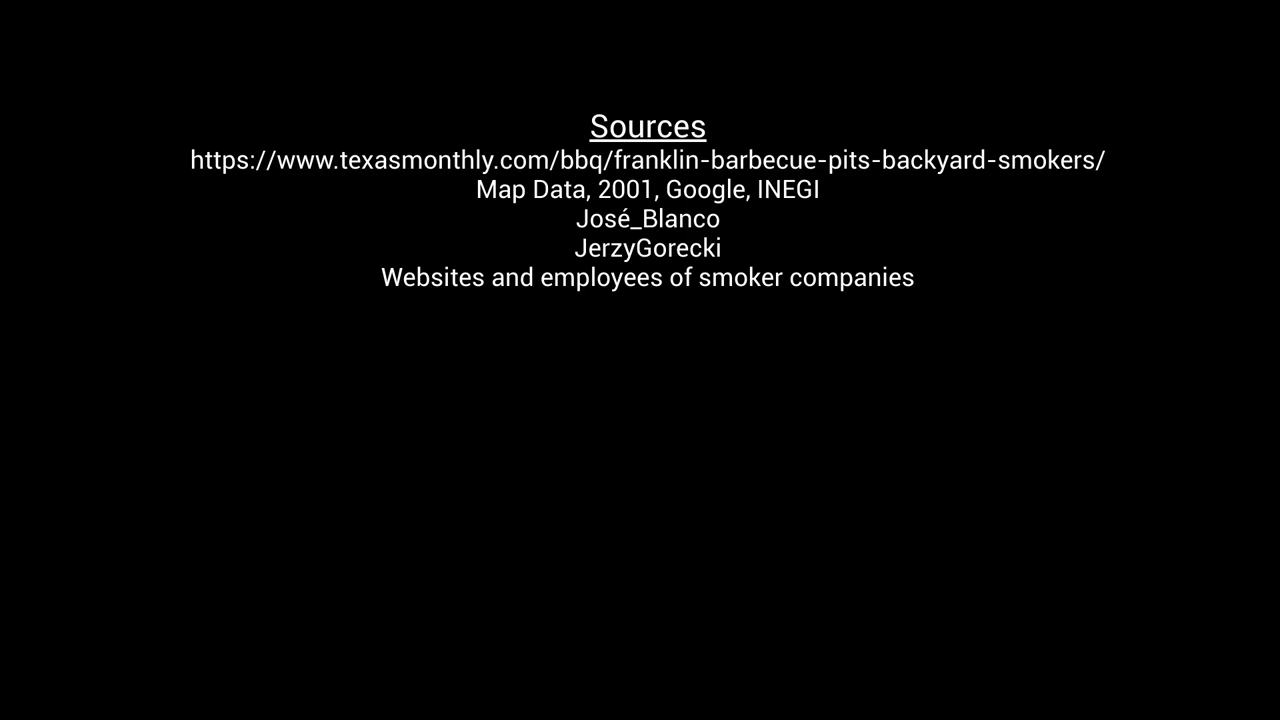 Sources
https://www.texasmonthly.com/bbq/franklin-barbecue-pits-backyard-smokers/
Map Data, 2001, Google, INEGI
José_Blanco
JerzyGorecki
Websites and employees of smoker companies